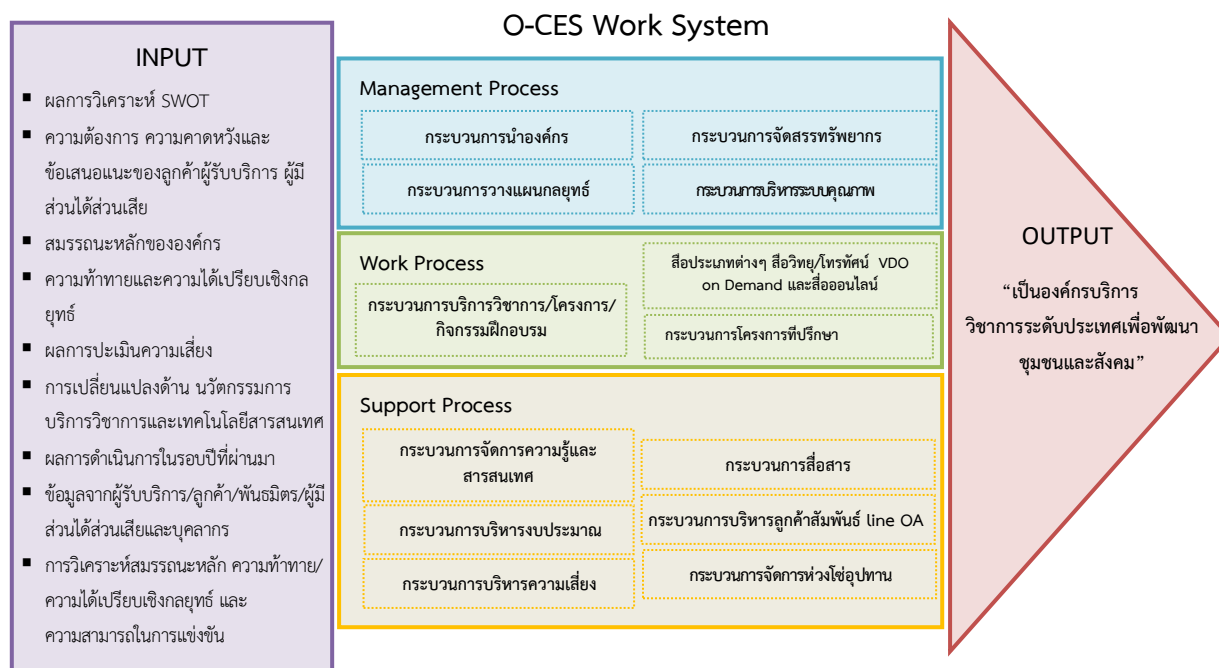 O-CES Work System
INPUT
▪ ผลการวิเคราะห์ SWOT
▪ ความต้องการ ความคาดหวังและ
ข้อเสนอแนะของลูกค้าผู้รับบริการ ผู้มี
ส่วนได้ส่วนเสีย
▪ สมรรถนะหลักขององค์กร
▪ ความท้าทายและความได้เปรียบเชิงกล
ยุทธ์
▪ ผลการประเมินความเสี่ยง
▪ การเปลี่ยนแปลงด้าน นวัตกรรมการ
บริการวิชาการและเทคโนโลยีสารสนเทศ
▪ ผลการดำเนินการในรอบปีที่ผ่านมา
▪ ข้อมูลจากผู้รับบริการ/ลูกค้า/พันธมิตร/ผู้มี
ส่วนได้ส่วนเสียและบุคลากร
▪ การวิเคราะห์สมรรถนะหลัก ความท้าทาย/
ความได้เปรียบเชิงกลยุทธ์ และ
ความสามารถในการแข่งขัน
Management Process
กระบวนการนำองค์กร
กระบวนการจัดสรรทรัพยากร
กระบวนการวางแผนกลยุทธ์
กระบวนการบริหารระบบคุณภาพ
Work Process
กระบวนการบริการวิชาการ/โครงการ/
กิจกรรมฝึกอบรม
สื่อประเภทต่างๆ สื่อวิทยุ/โทรทัศน์ VDO
on Demand และสื่อออนไลน์
กระบวนการโครงการที่ปรึกษา
Support Process
กระบวนการจัดการความรู้และ
สารสนเทศ
กระบวนการสื่อสาร
กระบวนการบริหารงบประมาณ
กระบวนการบริหารลูกค้าสัมพันธ์ line OA
กระบวนการบริหารความเสี่ยง
กระบวนการจัดการห่วงโซ่อุปทาน
OUTPUT
“เป็นองค์กรบริการ
วิชาการระดับประเทศเพื่อพัฒนา
ชุมชนและสังคม”